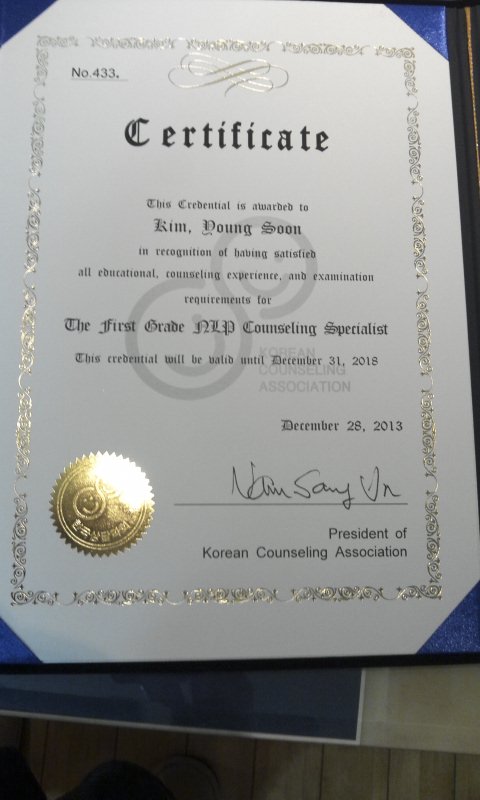 No.433.
Certificate
This Credential is awarded to
Kim, Young Soon
in recognition of having satisfied
all educational, counseling experience, and examination
requirements for
The First Grade NLP Counseling Specialist
This credential will be valid until December 31, 2018
KOREAN
COUNSELING
ASSOCIATION
December 28, 2013
President of
Korean Counseling Association